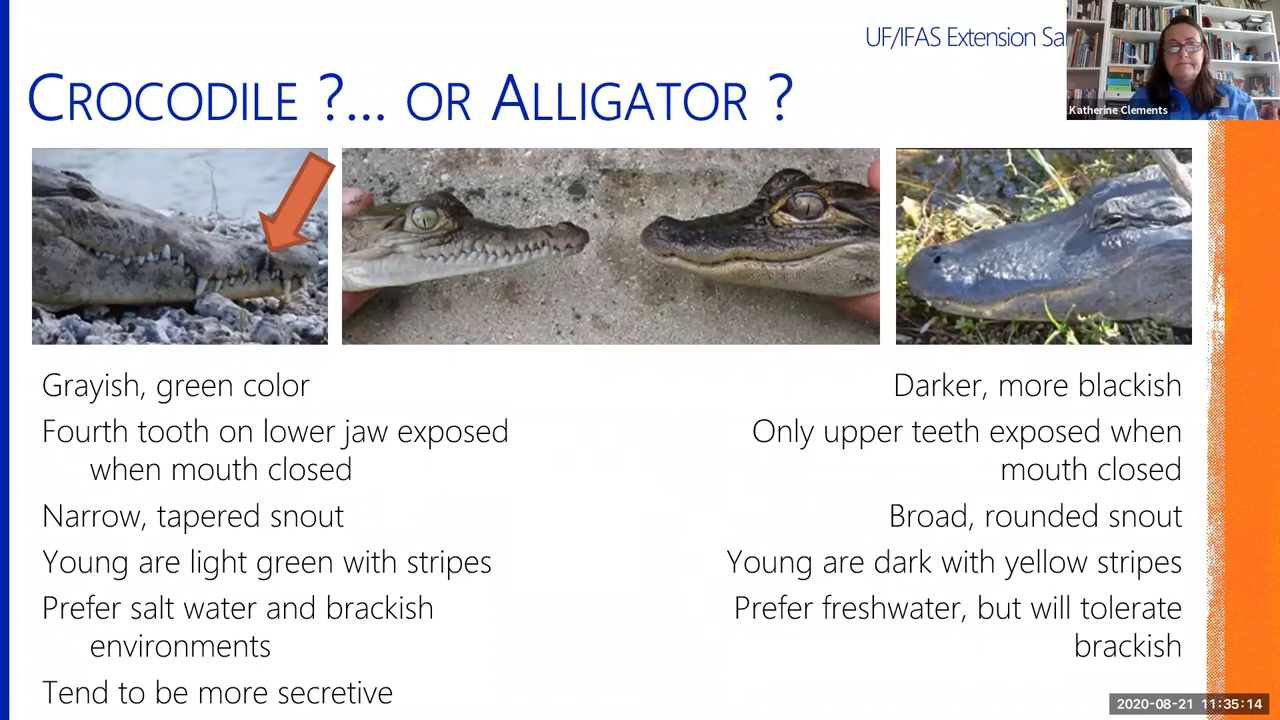 UF/IFAS Extension
Katherine Clements
CROCODILE ?... OR ALLIGATOR ?
Grayish, green color
Fourth tooth on lower jaw exposed
when mouth closed
Narrow, tapered snout
Young are light green with stripes
Prefer salt water and brackish
environments
Tend to be more secretive
Darker, more blackish
Only upper teeth exposed when
mouth closed
Broad, rounded snout
Young are dark with yellow stripes
Prefer freshwater, but will tolerate
brackish
2020-08-21 11:35:14